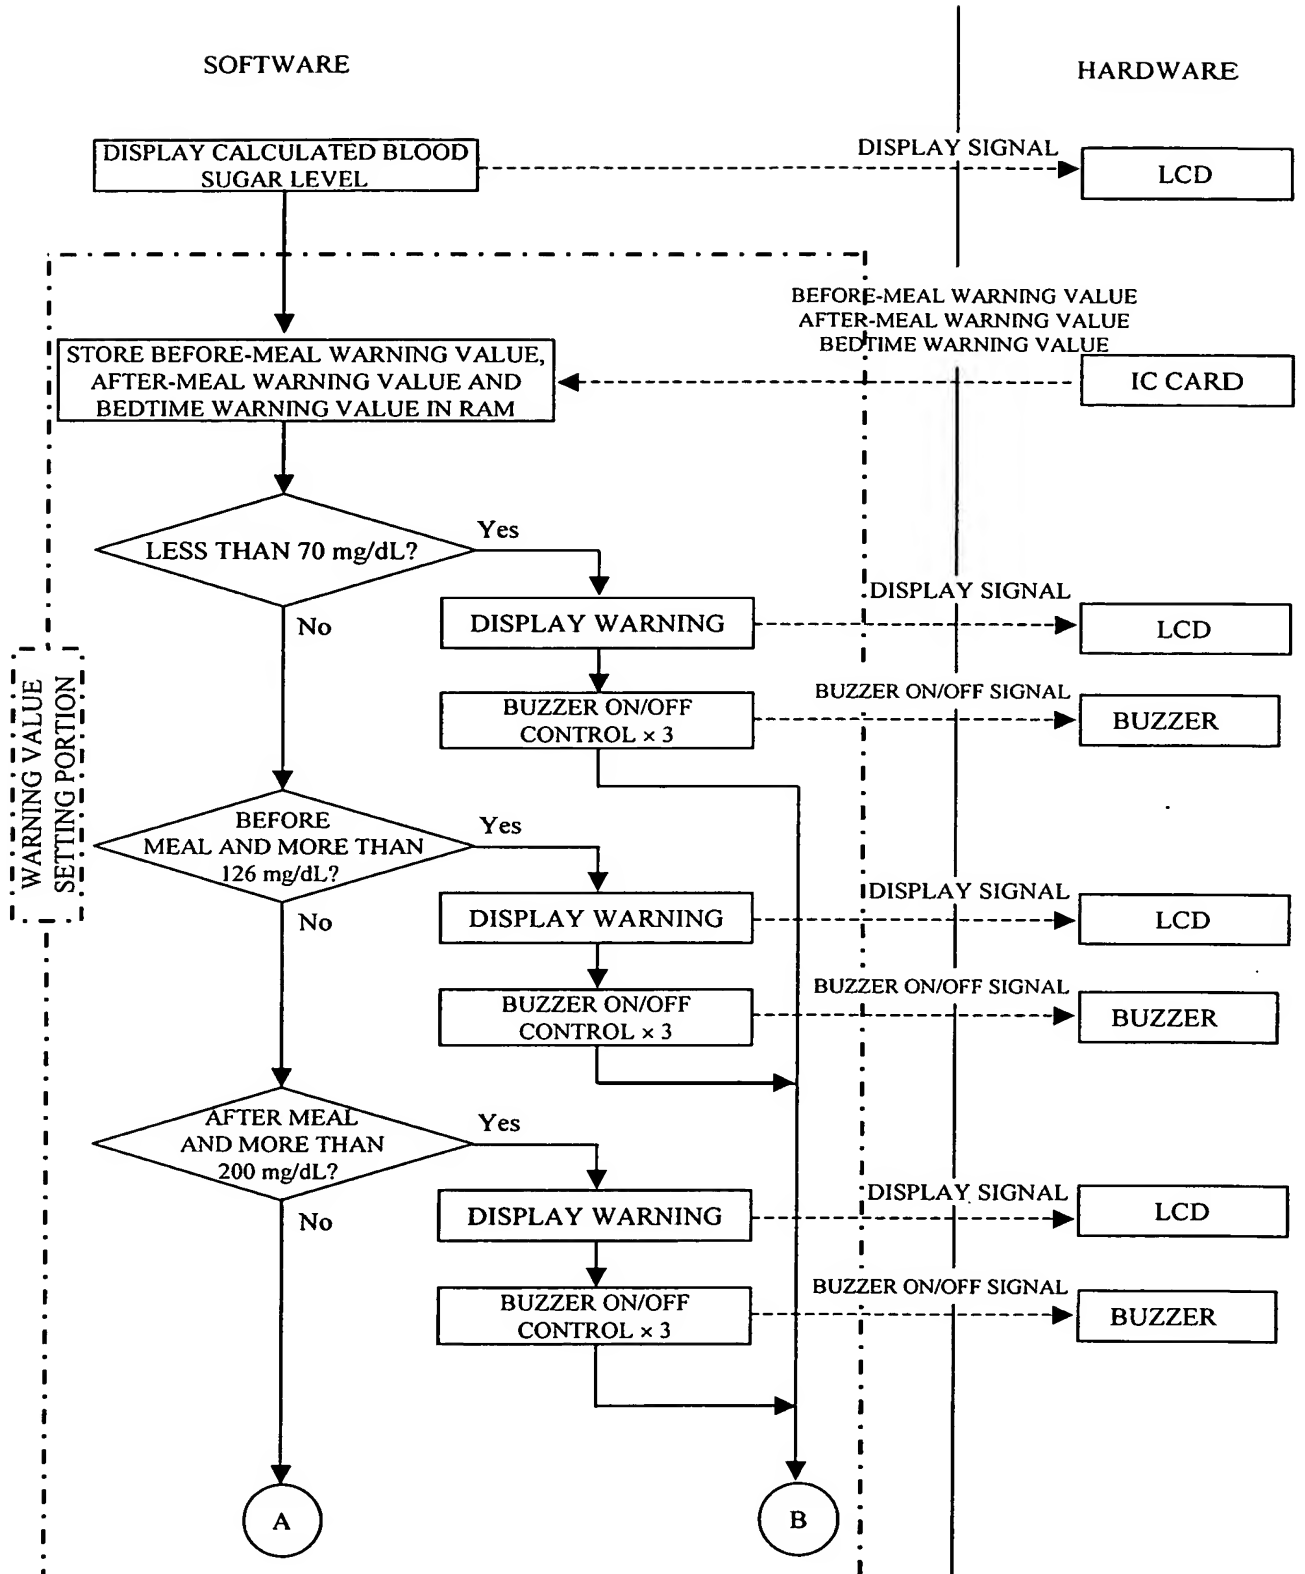 SOFTWARE
HARDWARE
DISPLAY CALCULATED BLOOD
SUGAR LEVEL
DISPLAY SIGNAL
LCD
BEFORE-MEAL WARNING VALUE
AFTER-MEAL WARNING VALUE
BEDTIME WARNING VALUE
STORE BEFORE-MEAL WARNING VALUE,
AFTER-MEAL WARNING VALUE AND
BEDTIME WARNING VALUE IN RAM
IC CARD
LESS THAN 70 mg/dL?
Yes
No
DISPLAY WARNING
DISPLAY SIGNAL
LCD
BUZZER ON/OFF
CONTROL × 3
BUZZER ON/OFF SIGNAL
BUZZER
WARNING VALUE
SETTING PORTION
BEFORE
MEAL AND MORE THAN
126 mg/dL?
Yes
No
DISPLAY WARNING
DISPLAY SIGNAL
LCD
BUZZER ON/OFF
CONTROL × 3
BUZZER ON/OFF SIGNAL
BUZZER
AFTER MEAL
AND MORE THAN
200 mg/dL?
Yes
No
DISPLAY WARNING
DISPLAY SIGNAL
LCD
BUZZER ON/OFF
CONTROL × 3
BUZZER ON/OFF SIGNAL
BUZZER
A
B